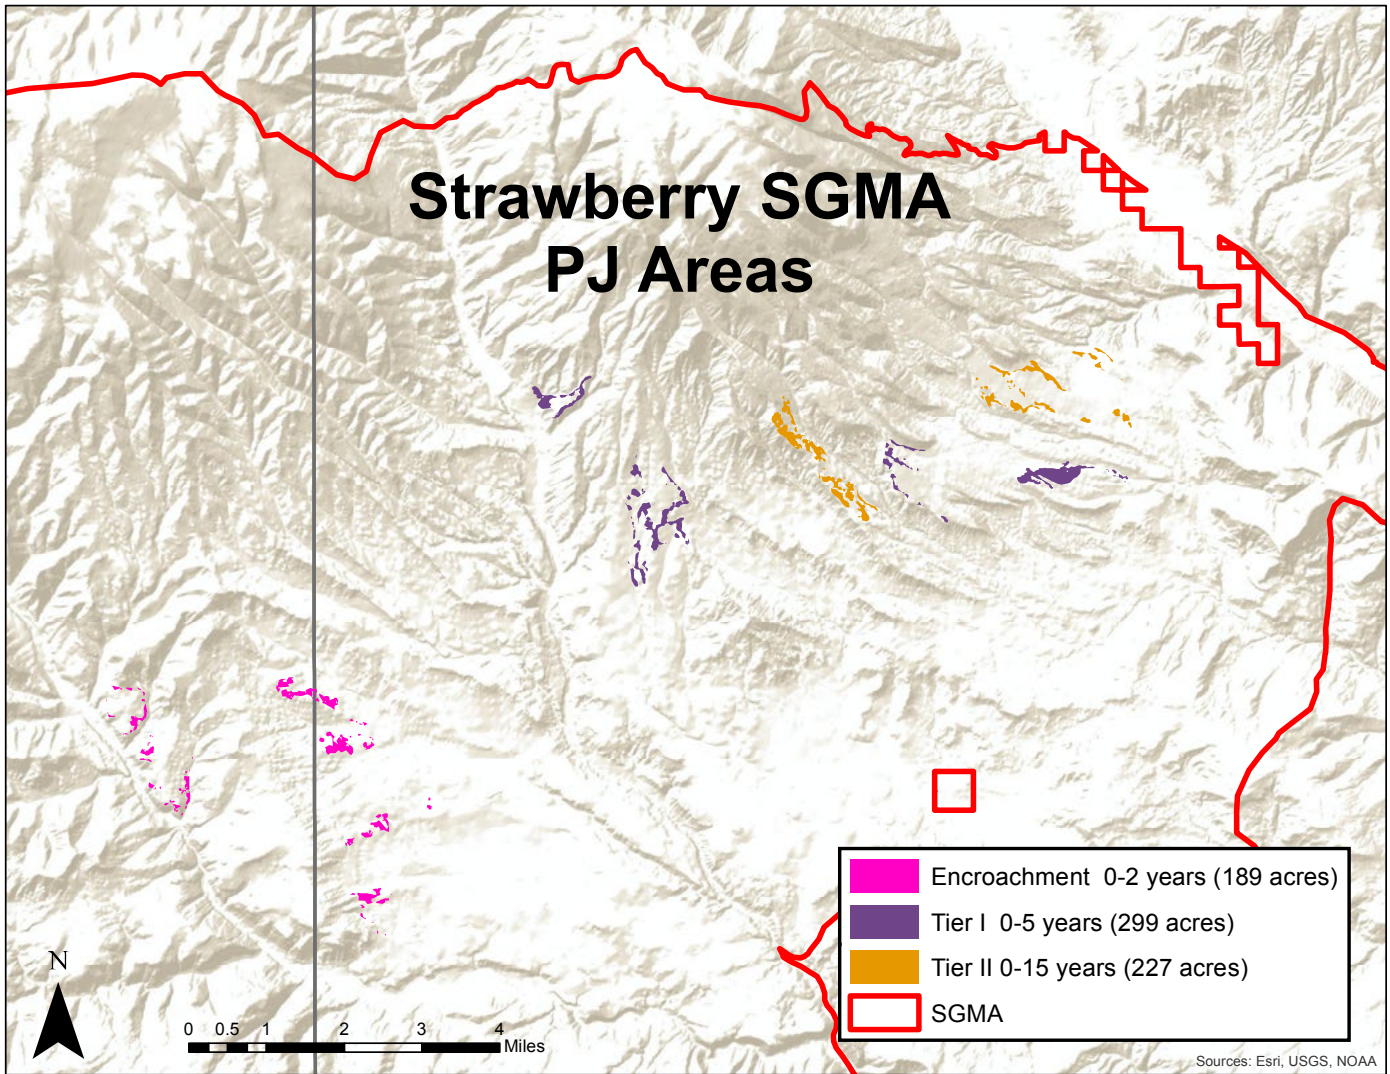 Strawberry SGMA
PJ Areas
Encroachment 0-2 years (189 acres)
Tier I 0-5 years (299 acres)
Tier II 0-15 years (227 acres)
SGMA
N
0 0.5 1 2 3 4
Miles
Sources: Esri, USGS, NOAA